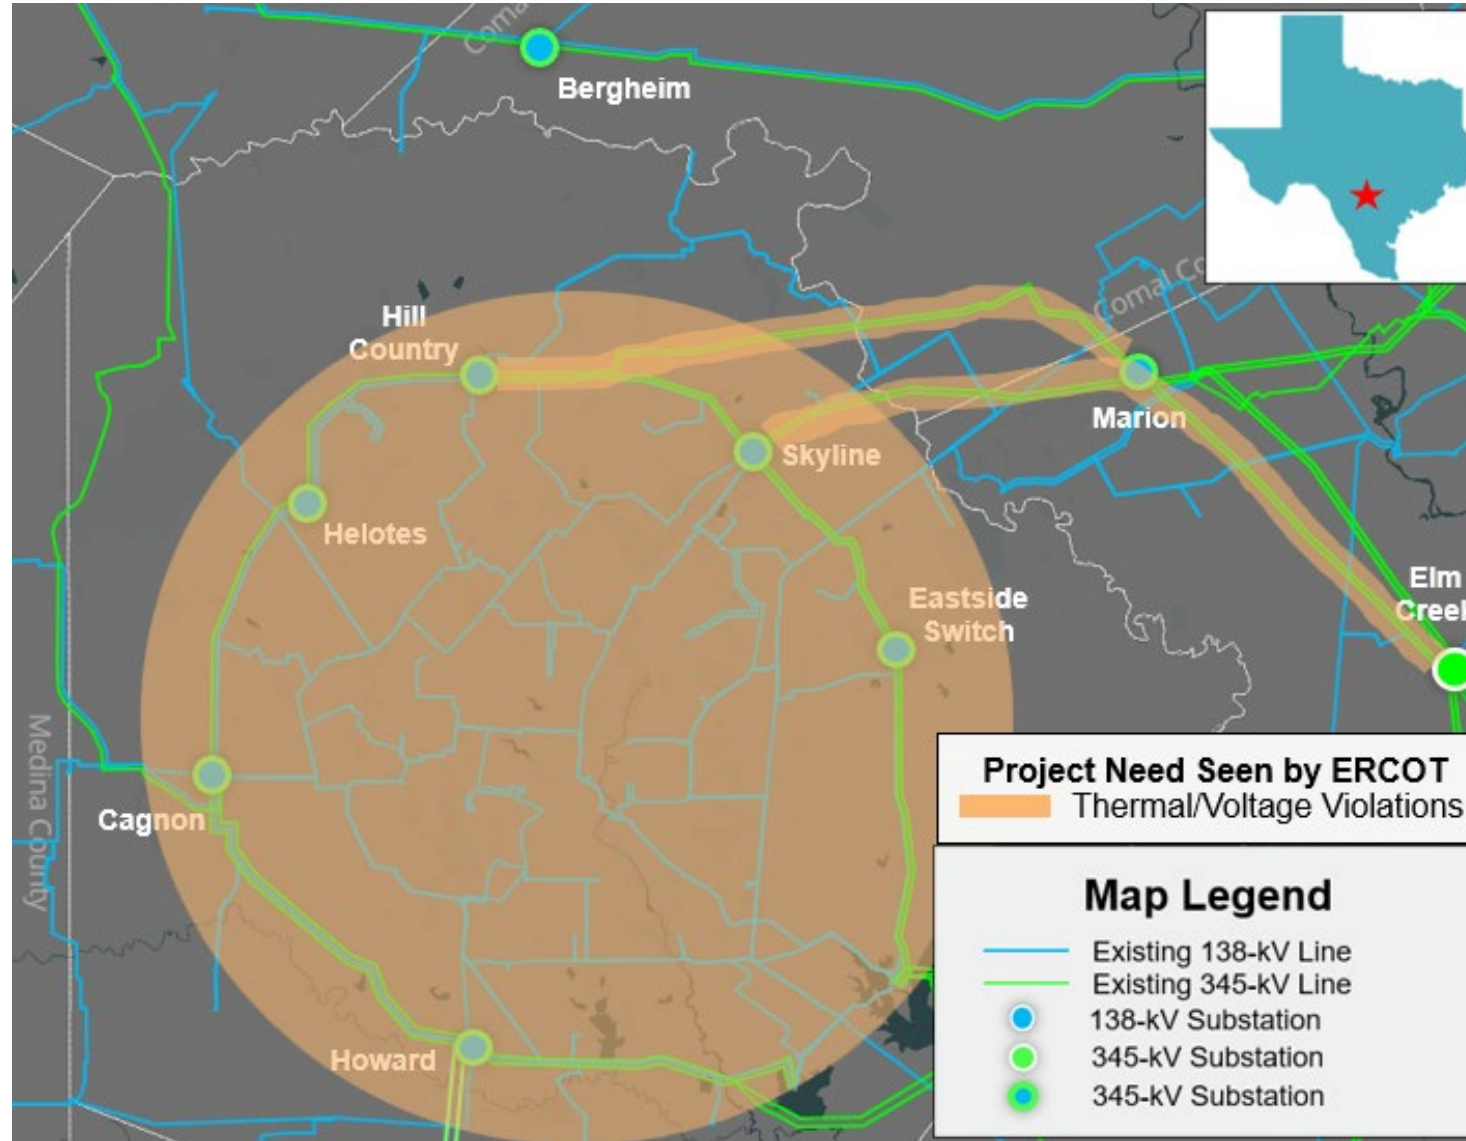 Comal
Bergheim
Hill
Country
Comal Co
Marion
Skyline
Helotes
Elm
Creek
Eastside
Switch
Medina County
Cagnon
Howard
Project Need Seen by ERCOT
Thermal/Voltage Violations
Map Legend
Existing 138-kV Line
Existing 345-kV Line
138-kV Substation
345-kV Substation
345-kV Substation